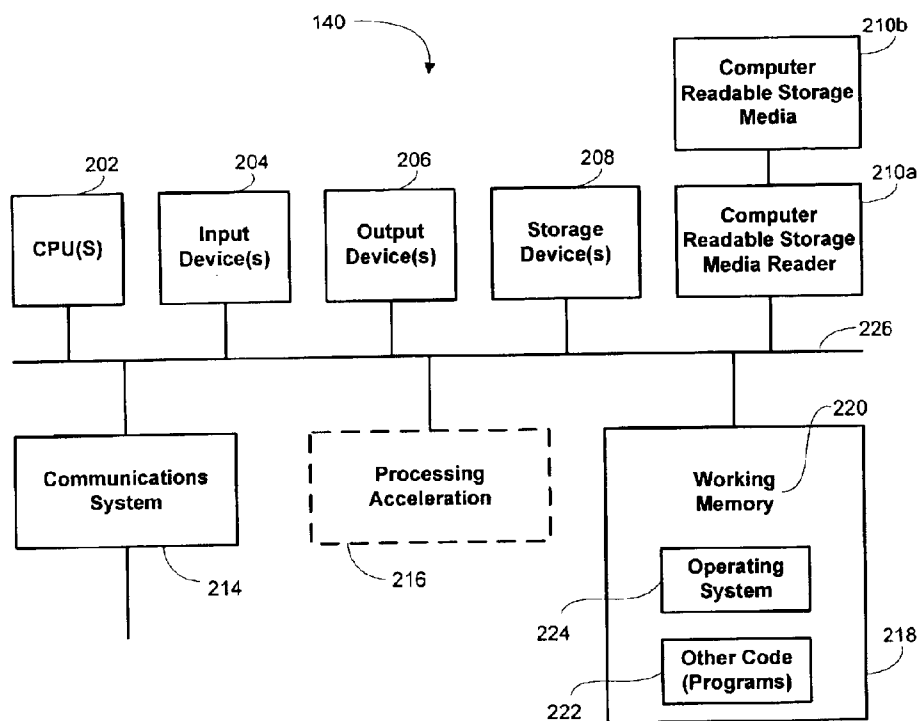 140
210b
Computer
Readable Storage
Media
202
204
206
208
210a
CPU(S)
Input
Device(s)
Output
Device(s)
Storage
Device(s)
Computer
Readable Storage
Media Reader
226
Communications
System
214
Processing
Acceleration
216
220
Working
Memory
Operating
System
224
218
Other Code
(Programs)
222